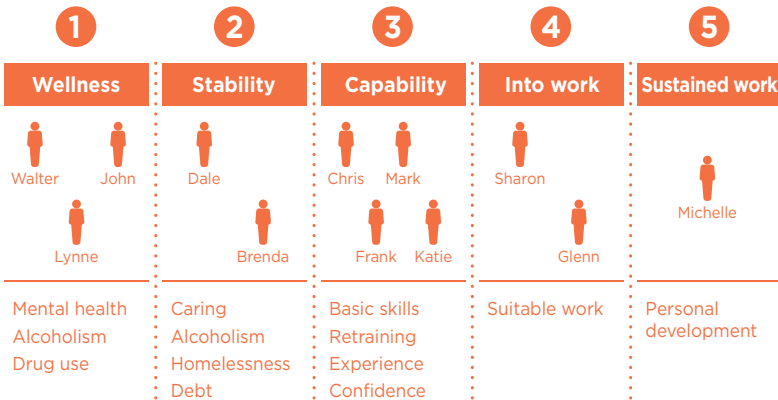 1 2 3 4 5
Wellness Stability Capability Into work Sustained work
Walter John Dale Chris Mark Sharon
Michelle
Lynne Brenda Frank Katie Glenn
Mental health Caring Basic skills Suitable work Personal
development
Alcoholism Alcoholism Retraining
Drug use Homelessness Experience
Debt Confidence